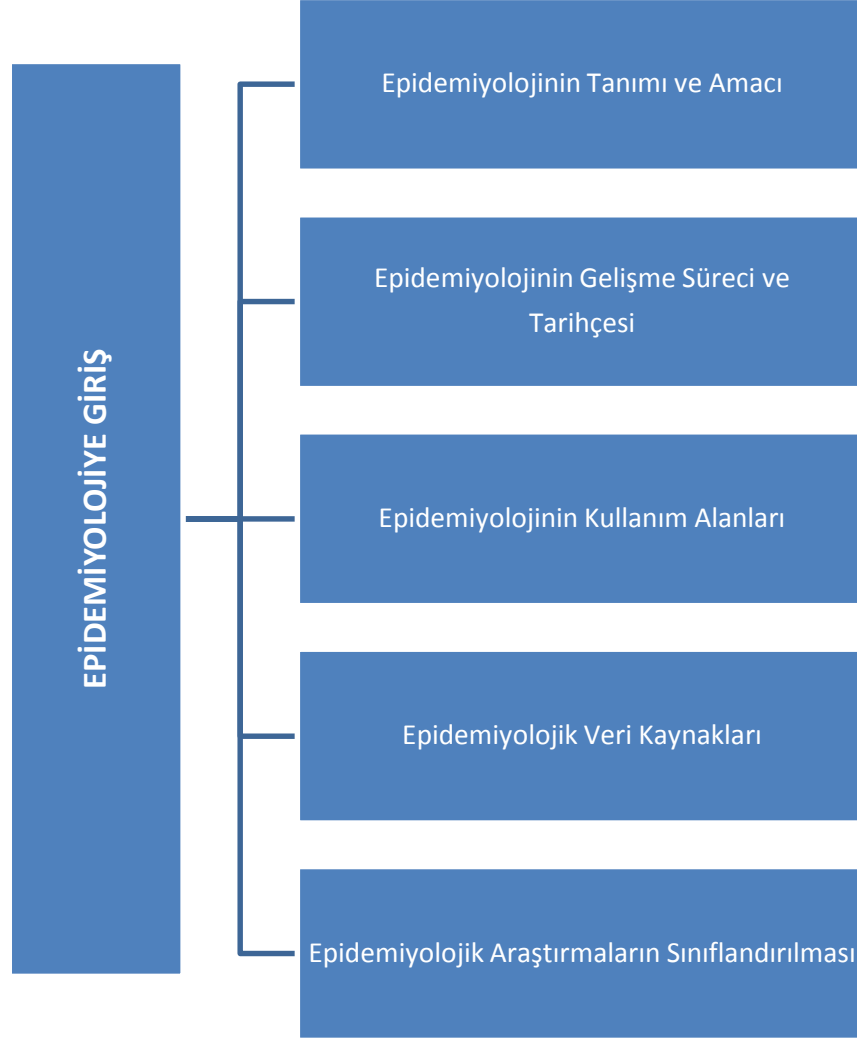 EPİDEMİYOLOJİYE GİRİŞ
Epidemiyolojinin Tanımı ve Amacı
Epidemiyolojinin Gelişme Süreci ve
Tarihçesi
Epidemiyolojinin Kullanım Alanları
Epidemiyolojik Veri Kaynakları
Epidemiyolojik Araştırmaların Sınıflandırılması